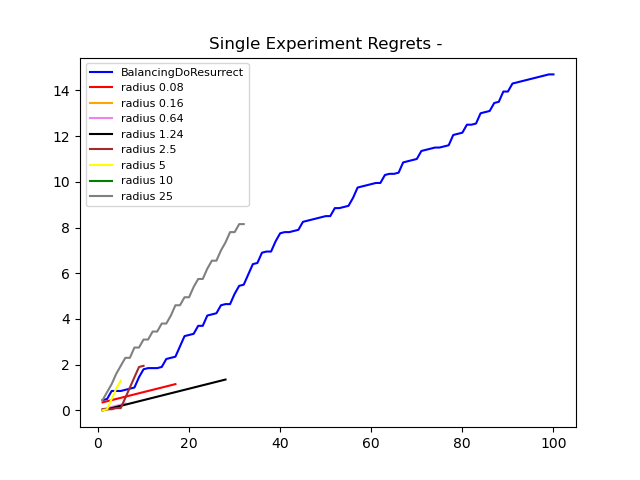 Single Experiment Regrets -
BalancingDoResurrect
radius 0.08
radius 0.16
radius 0.64
radius 1.24
radius 2.5
radius 5
radius 10
radius 25
14
12
10
8
6
4
2
0
0 20 40 60 80 100